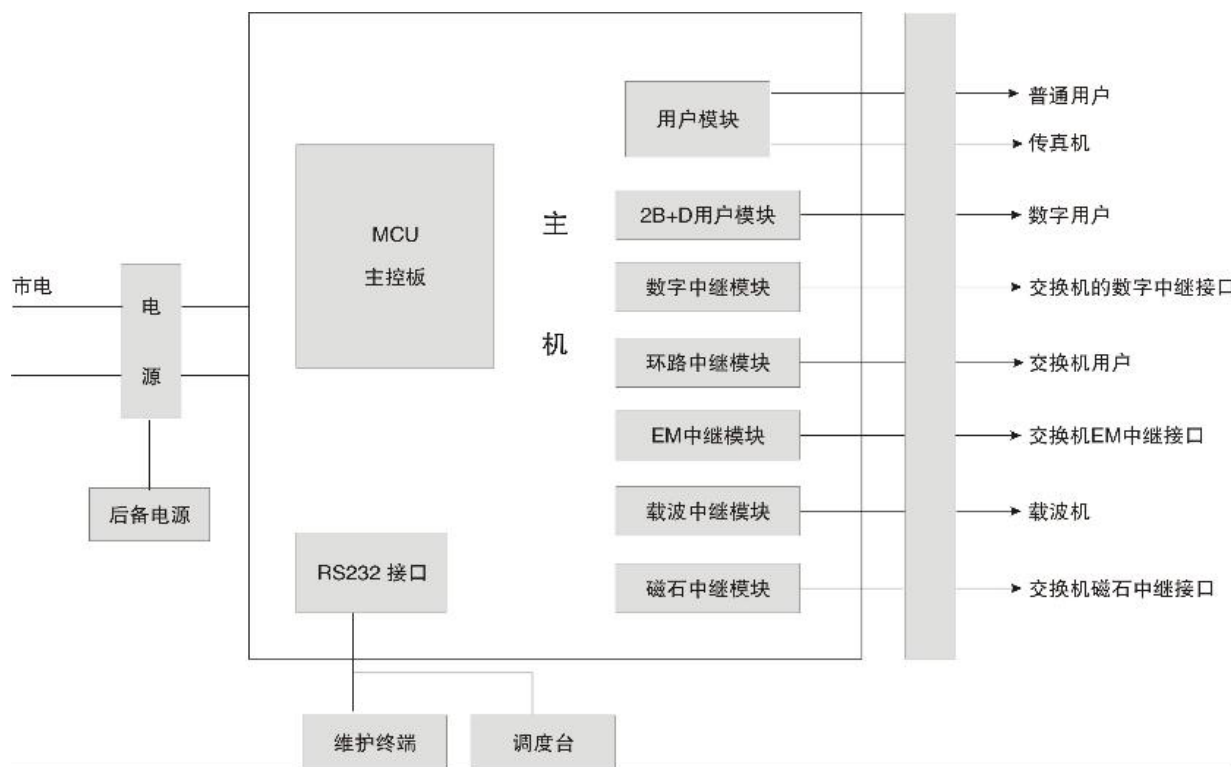 普通用户
用户模块
传真机
主
2B+D用户模块
数字用户
MCU
主控板
市电
电
数字中继模块
交换机的数字中继接口
机
源
环路中继模块
交换机用户
EM中继模块
交换机EM中继接口
后备电源
载波中继模块
载波机
RS232 接口
磁石中继模块
交换机磁石中继接口
维护终端
调度台